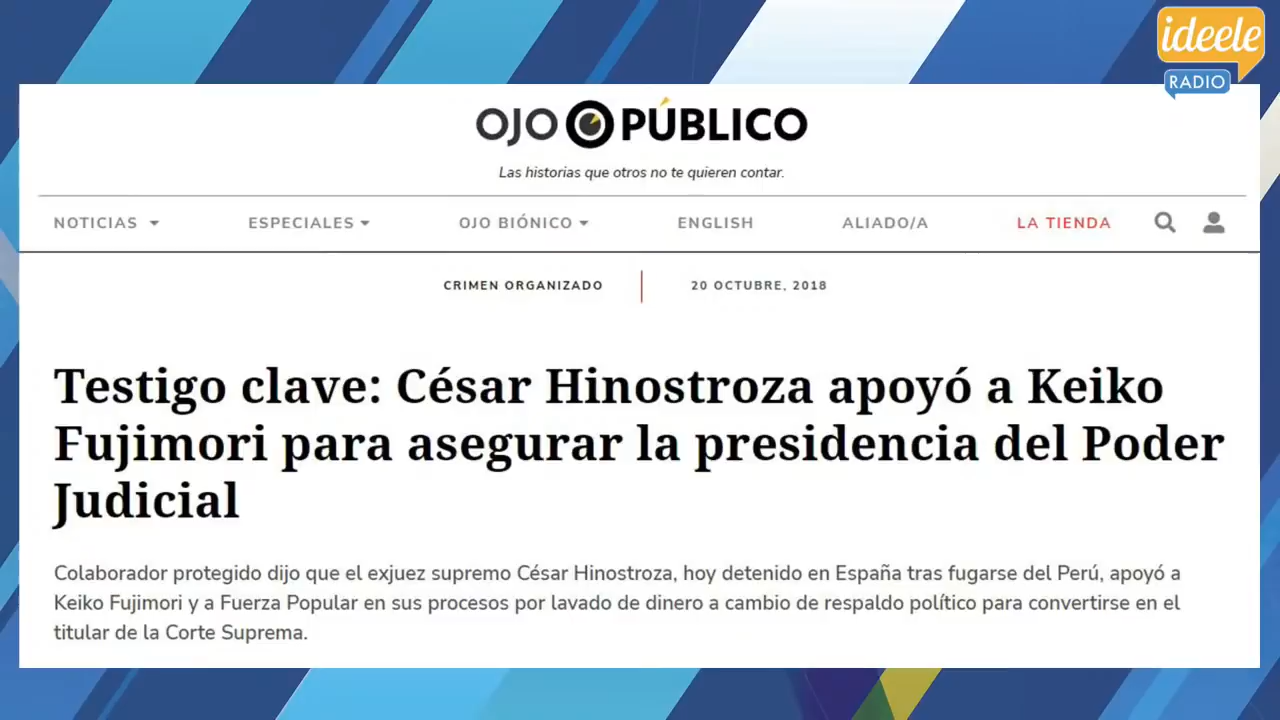 ideele
RADIO
OJO PÚBLICO
Las historias que otros no te quieren contar.
NOTICIAS ESPECIALES OJO BIÓNICO ENGLISH ALIADO/A LA TIENDA
CRIMEN ORGANIZADO 20 OCTUBRE, 2018
Testigo clave: César Hinostroza apoyó a Keiko
Fujimori para asegurar la presidencia del Poder
Judicial
Colaborador protegido dijo que el exjuez supremo César Hinostroza, hoy detenido en España tras fugarse del Perú, apoyó a
Keiko Fujimori y a Fuerza Popular en sus procesos por lavado de dinero a cambio de respaldo político para convertirse en el
titular de la Corte Suprema.